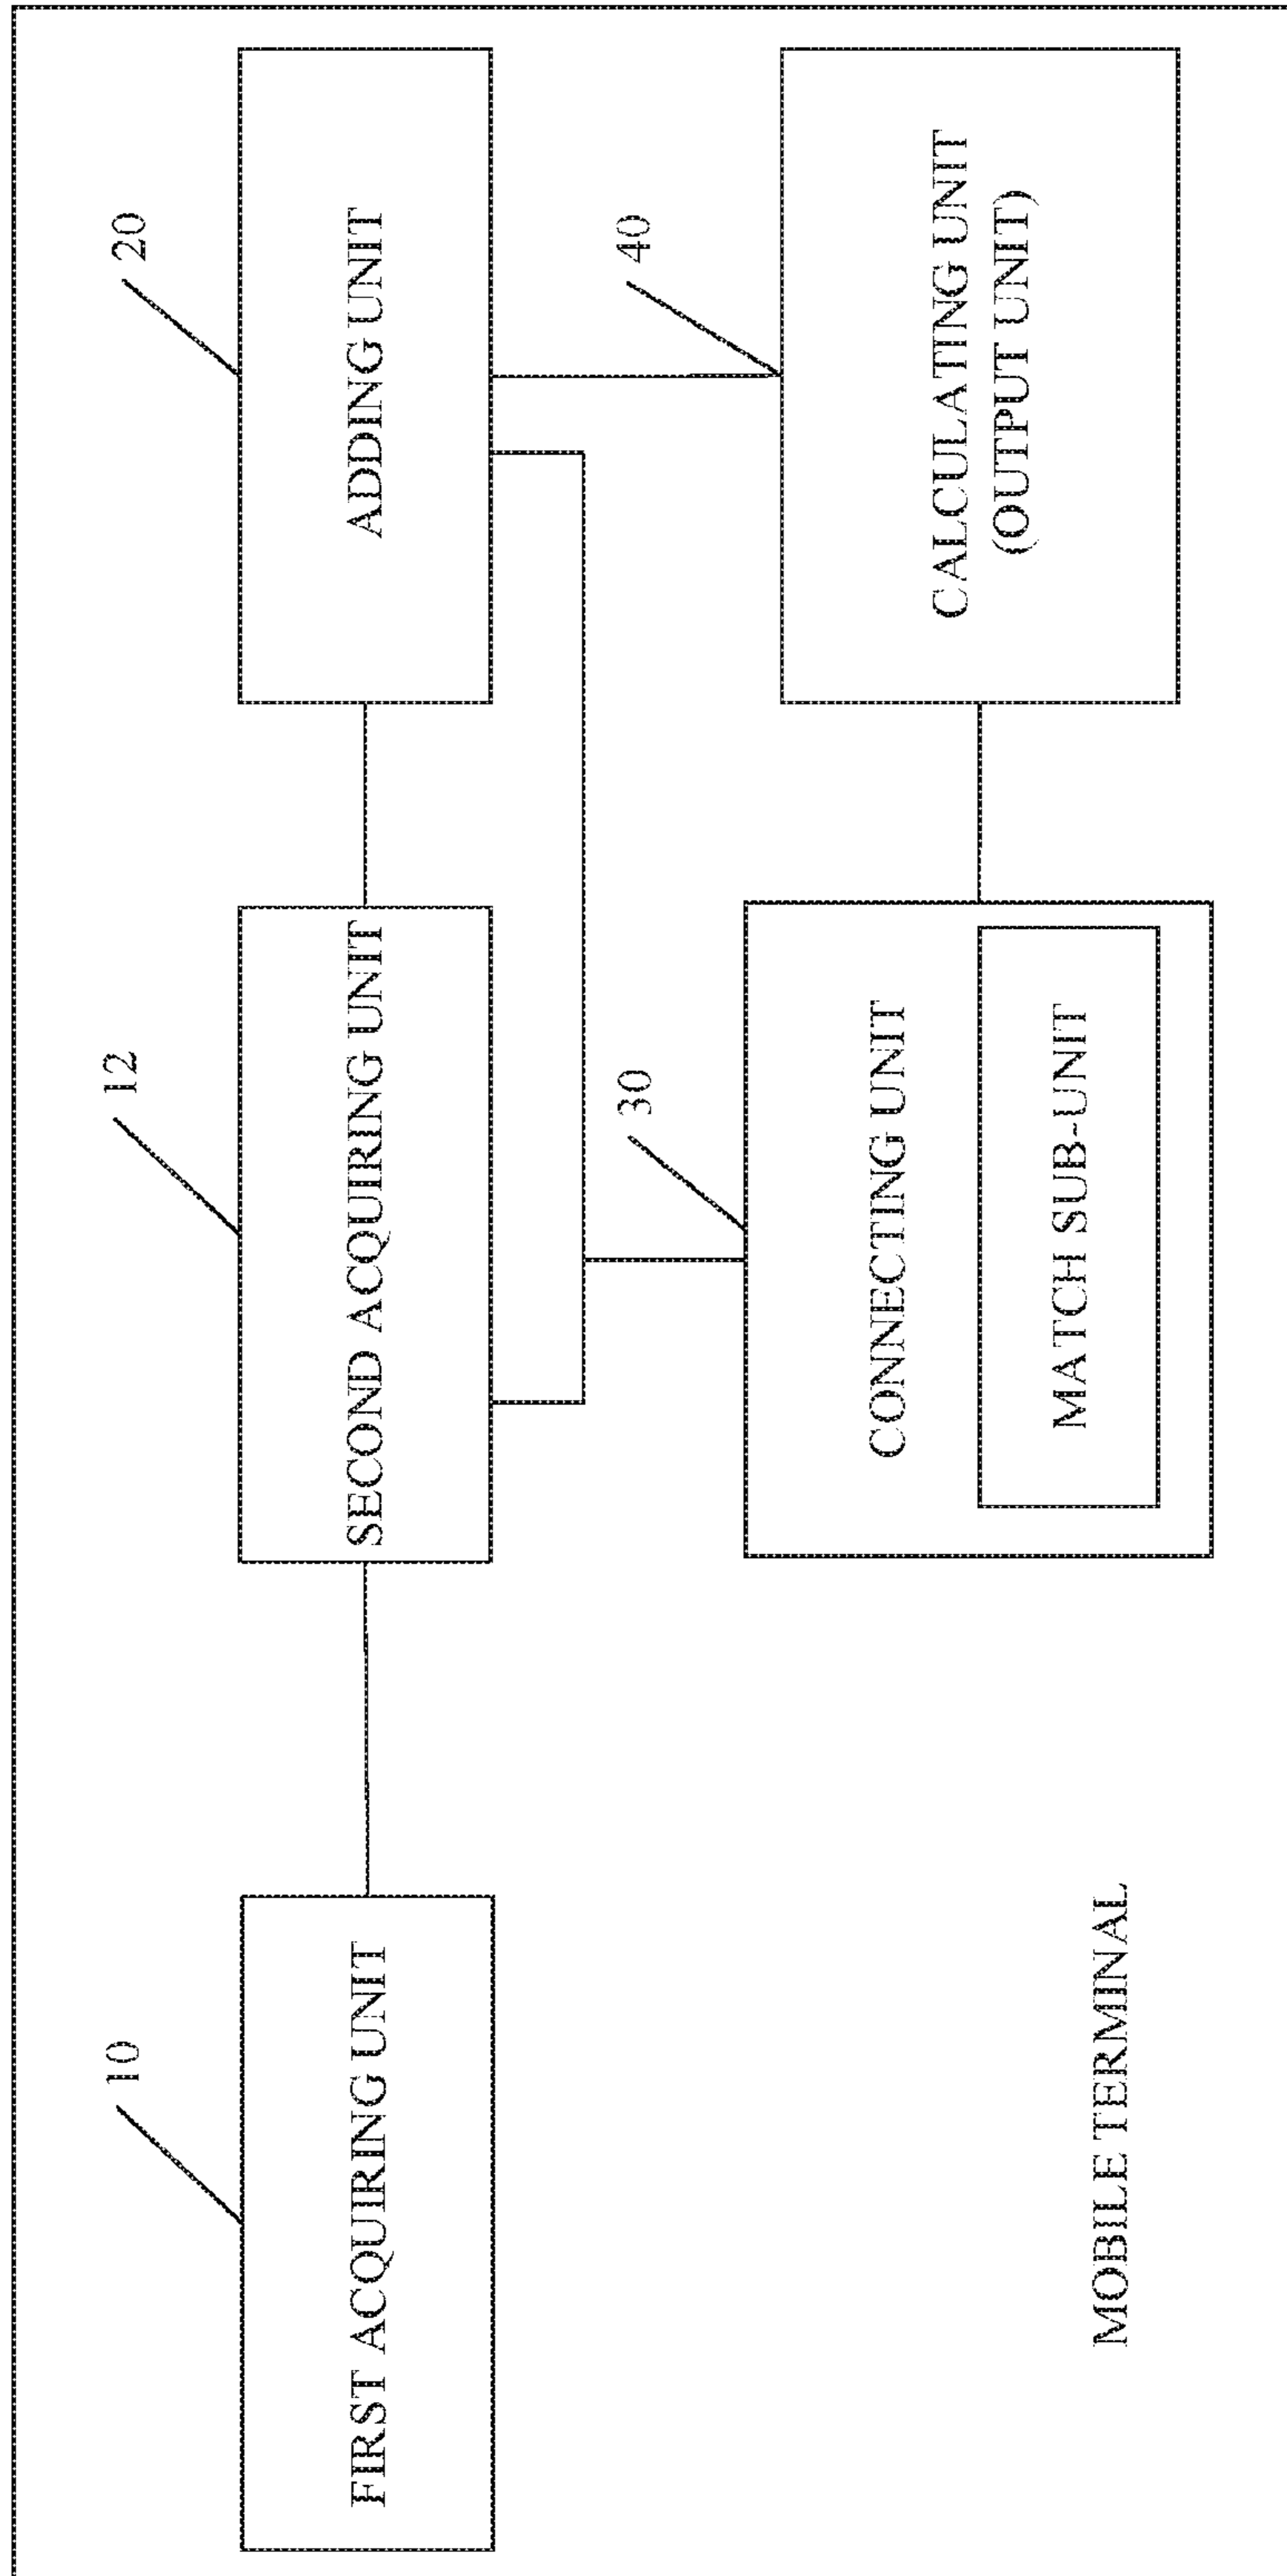 10
FIRST ACQUIRING UNIT
12
SECOND ACQUIRING UNIT
20
ADDING UNIT
30
CONNECTING UNIT
MATCH SUB-UNIT
40
CALCULATING UNIT
(OUTPUT UNIT)
MOBILE TERMINAL